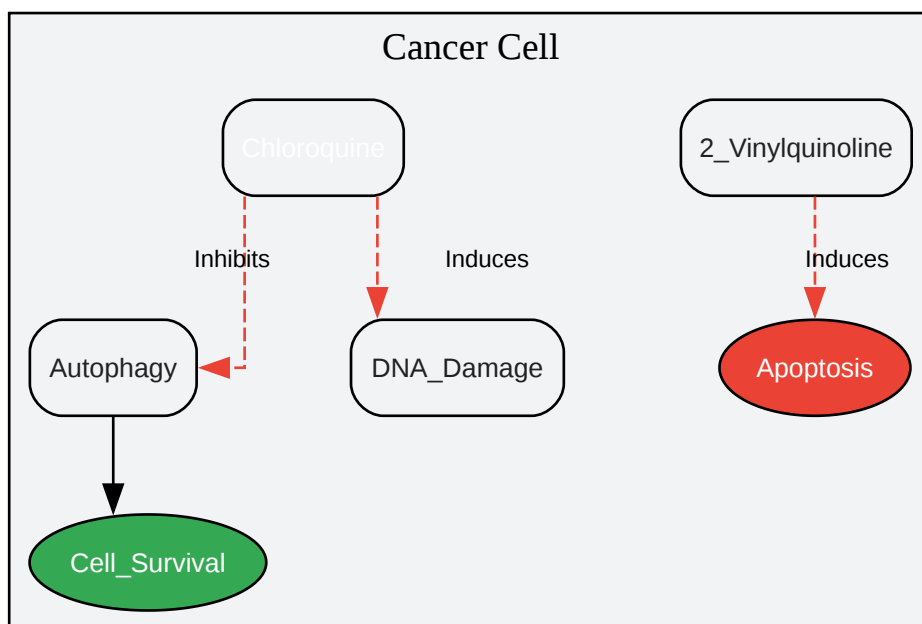 Cancer Cell
Chloroquine
2_Vinylquinoline
Inhibits
Induces
Induces
Autophagy
DNA_Damage
Apoptosis
Cell_Survival